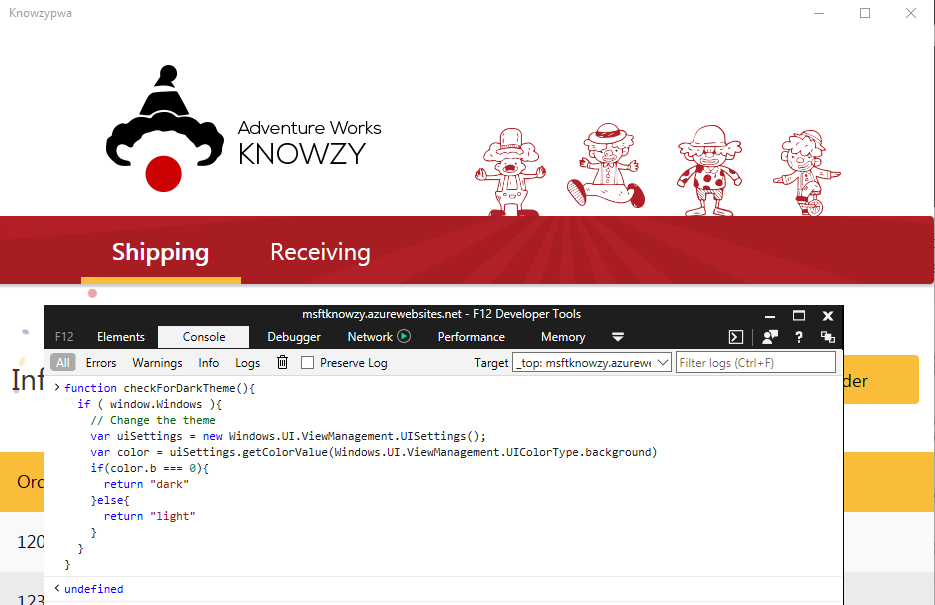 Knowzypwa
Adventure Works
KNOWZY
Shipping Receiving
msftknowzy.azurewebsites.net - F12 Developer Tools
F12 Elements Console Debugger Network Performance Memory
All Errors Warnings Info Logs Preserve Log Target _top: msftknowzy.azurewe Filter logs (Ctrl+F)
> function checkForDarkTheme(){
if ( window.Windows ){
// Change the theme
var uiSettings = new Windows.UI.ViewManagement.UISettings();
var color = uiSettings.getColorValue(Windows.UI.ViewManagement.UIColorType.background)
if(color.b === 0){
return "dark"
}else{
return "light"
}
}
}
< undefined
Inf
der
Ord
120
123